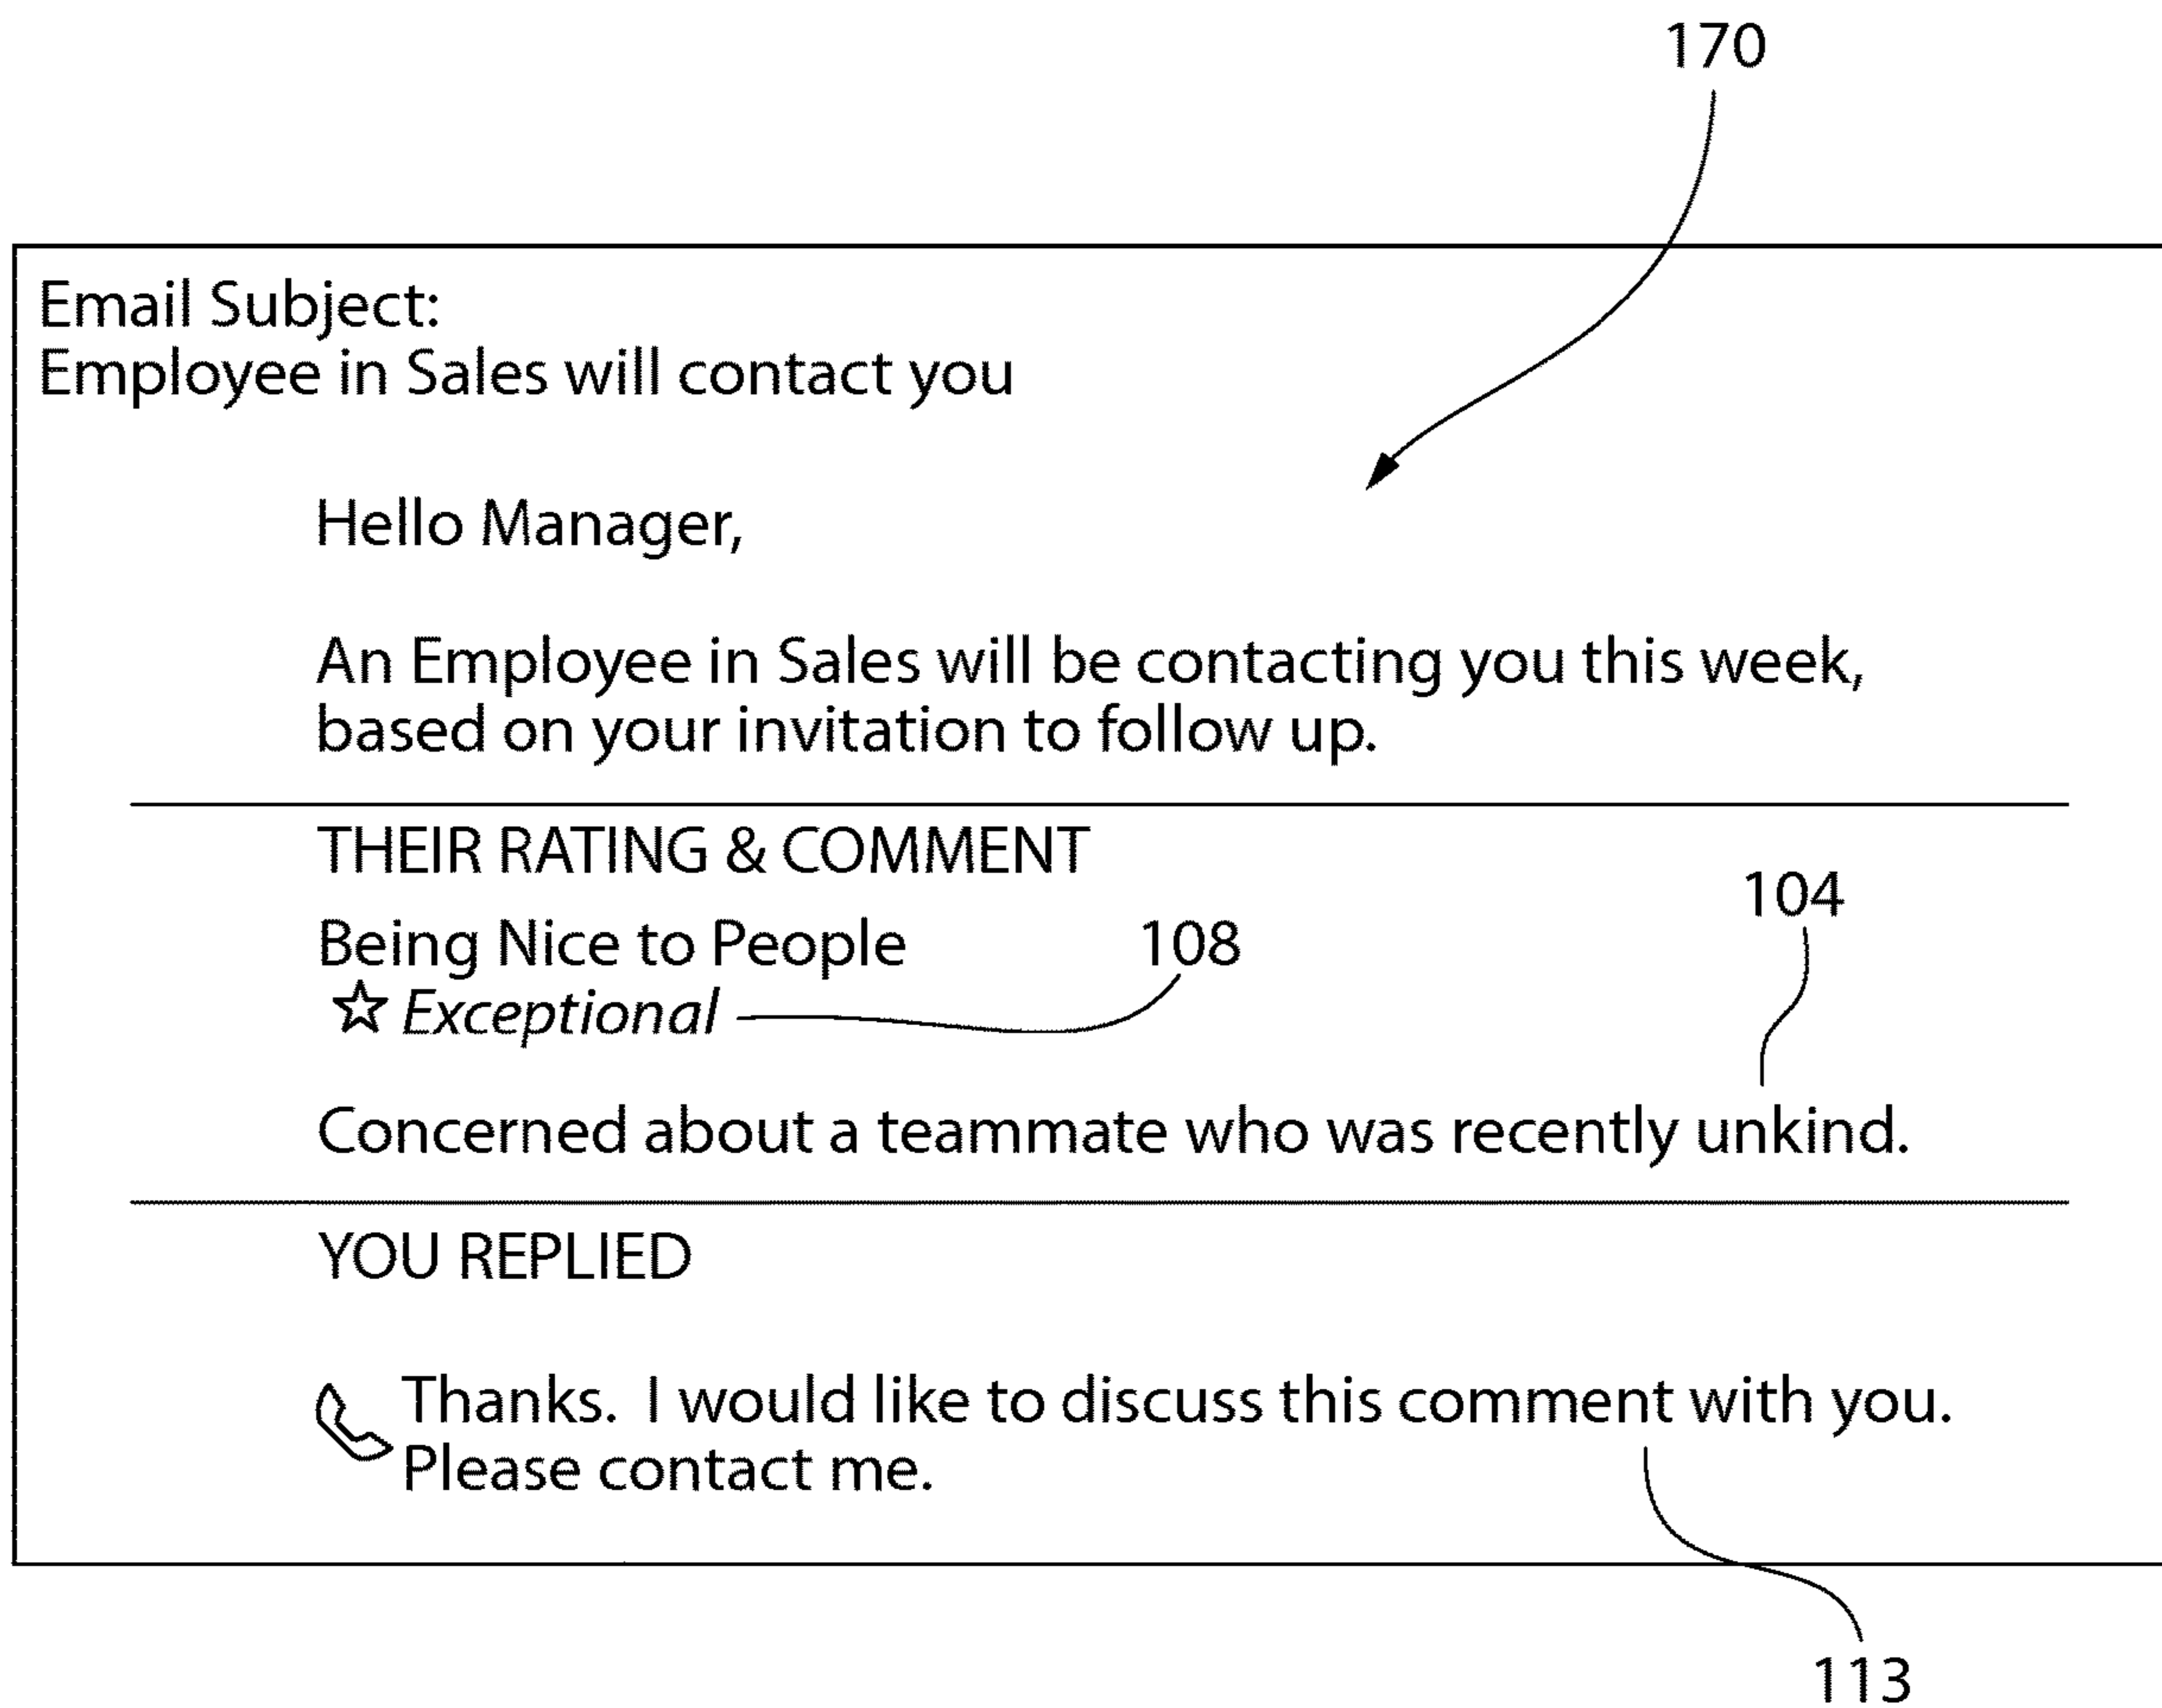 170
Email Subject:
Employee in Sales will contact you
Hello Manager,
An Employee in Sales will be contacting you this week,
based on your invitation to follow up.
THEIR RATING & COMMENT
104
Being Nice to People
108
Exceptional
Concerned about a teammate who was recently unkind.
YOU REPLIED
Thanks. I would like to discuss this comment with you.
Please contact me.
113